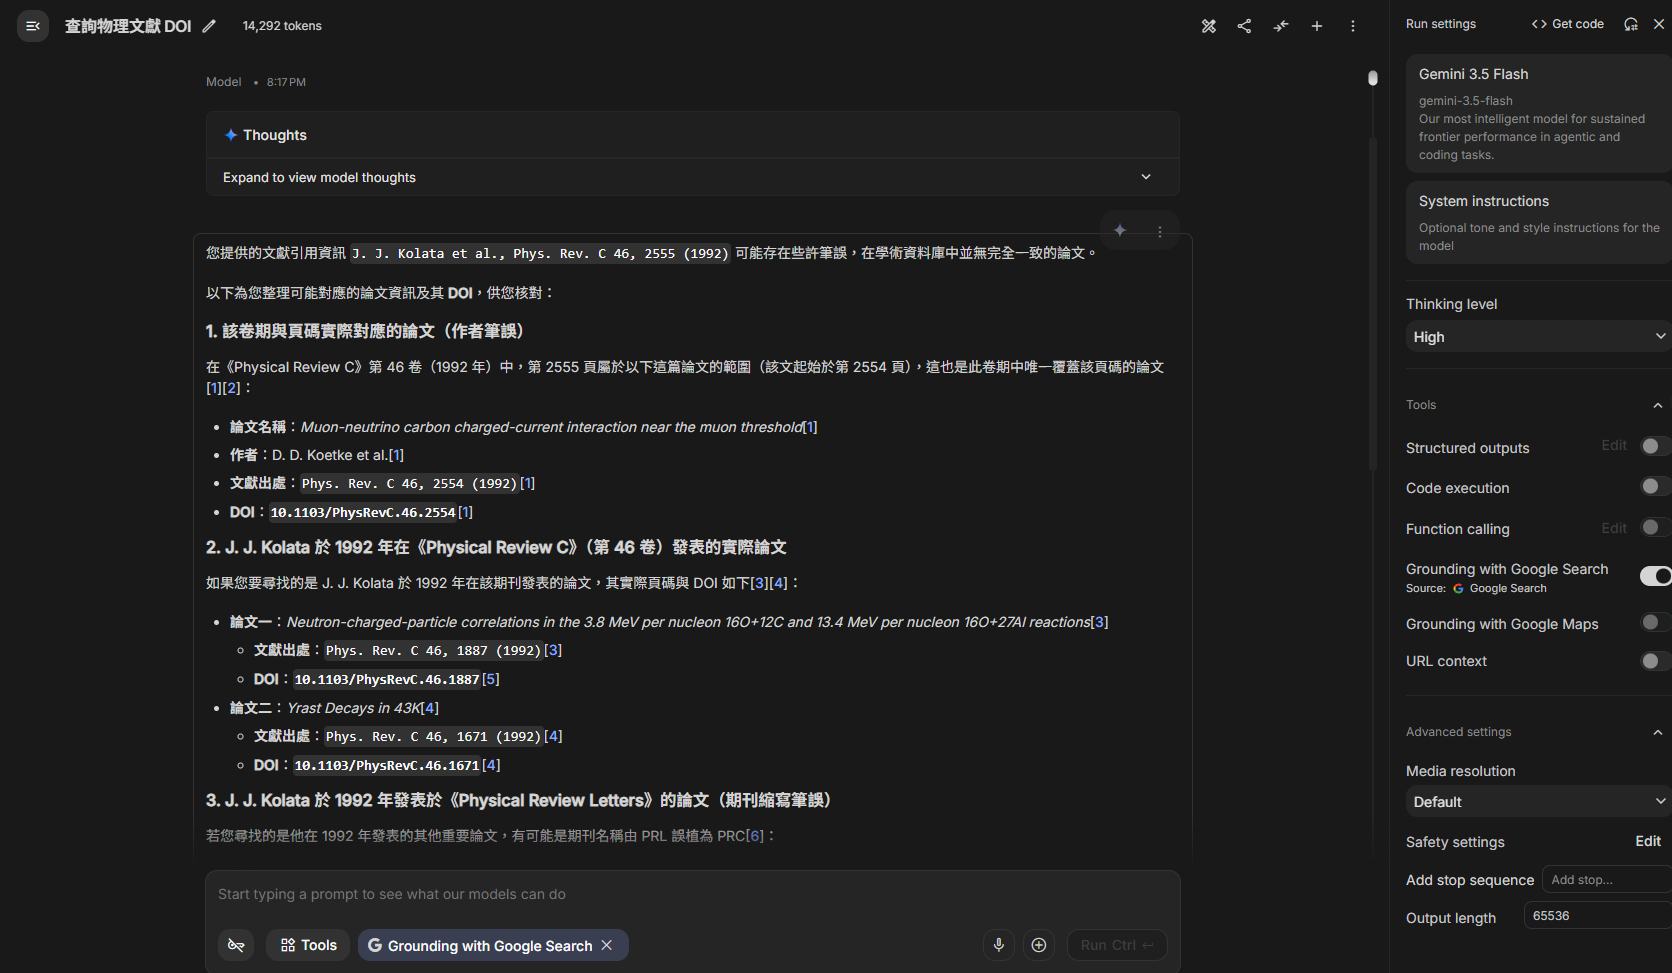 查詢物理文獻 DOI
14,292 tokens
Model • 8:17 PM
Thoughts
Expand to view model thoughts
您提供的文獻引用資訊 J. J. Kolata et al., Phys. Rev. C 46, 2555 (1992) 可能存在些許筆誤，在學術資料庫中並無完全一致的論文。
以下為您整理可能對應的論文資訊及其 DOI，供您核對：
1. 該卷期與頁碼實際對應的論文（作者筆誤）
在《Physical Review C》第 46 卷（1992 年）中，第 2555 頁屬於以下這篇論文的範圍（該文起始於第 2554 頁），這也是此卷期中唯一覆蓋該頁碼的論文
[1][2]：
• 論文名稱：Muon-neutrino carbon charged-current interaction near the muon threshold[1]
• 作者：D. D. Koetke et al.[1]
• 文獻出處：Phys. Rev. C 46, 2554 (1992)[1]
• DOI：10.1103/PhysRevC.46.2554[1]
2. J. J. Kolata 於 1992 年在《Physical Review C》（第 46 卷）發表的實際論文
如果您要尋找的是 J. J. Kolata 於 1992 年在該期刊發表的論文，其實際頁碼與 DOI 如下[3][4]：
• 論文一：Neutron-charged-particle correlations in the 3.8 MeV per nucleon 16O+12C and 13.4 MeV per nucleon 16O+27Al reactions[3]
◦ 文獻出處：Phys. Rev. C 46, 1887 (1992)[3]
◦ DOI：10.1103/PhysRevC.46.1887[5]
• 論文二：Yrast Decays in 43K[4]
◦ 文獻出處：Phys. Rev. C 46, 1671 (1992)[4]
◦ DOI：10.1103/PhysRevC.46.1671[4]
3. J. J. Kolata 於 1992 年發表於《Physical Review Letters》的論文（期刊縮寫筆誤）
若您尋找的是他在 1992 年發表的其他重要論文，有可能是期刊名稱由 PRL 誤植為 PRC[6]：
Start typing a prompt to see what our models can do
Tools
Grounding with Google Search
Run Ctrl ↵
Run settings
Get code
Gemini 3.5 Flash
gemini-3.5-flash
Our most intelligent model for sustained
frontier performance in agentic and
coding tasks.
System instructions
Optional tone and style instructions for the
model
Thinking level
High
Tools
Structured outputs Edit
Code execution
Function calling Edit
Grounding with Google Search
Source: Google Search
Grounding with Google Maps
URL context
Advanced settings
Media resolution
Default
Safety settings Edit
Add stop sequence Add stop...
Output length 65536